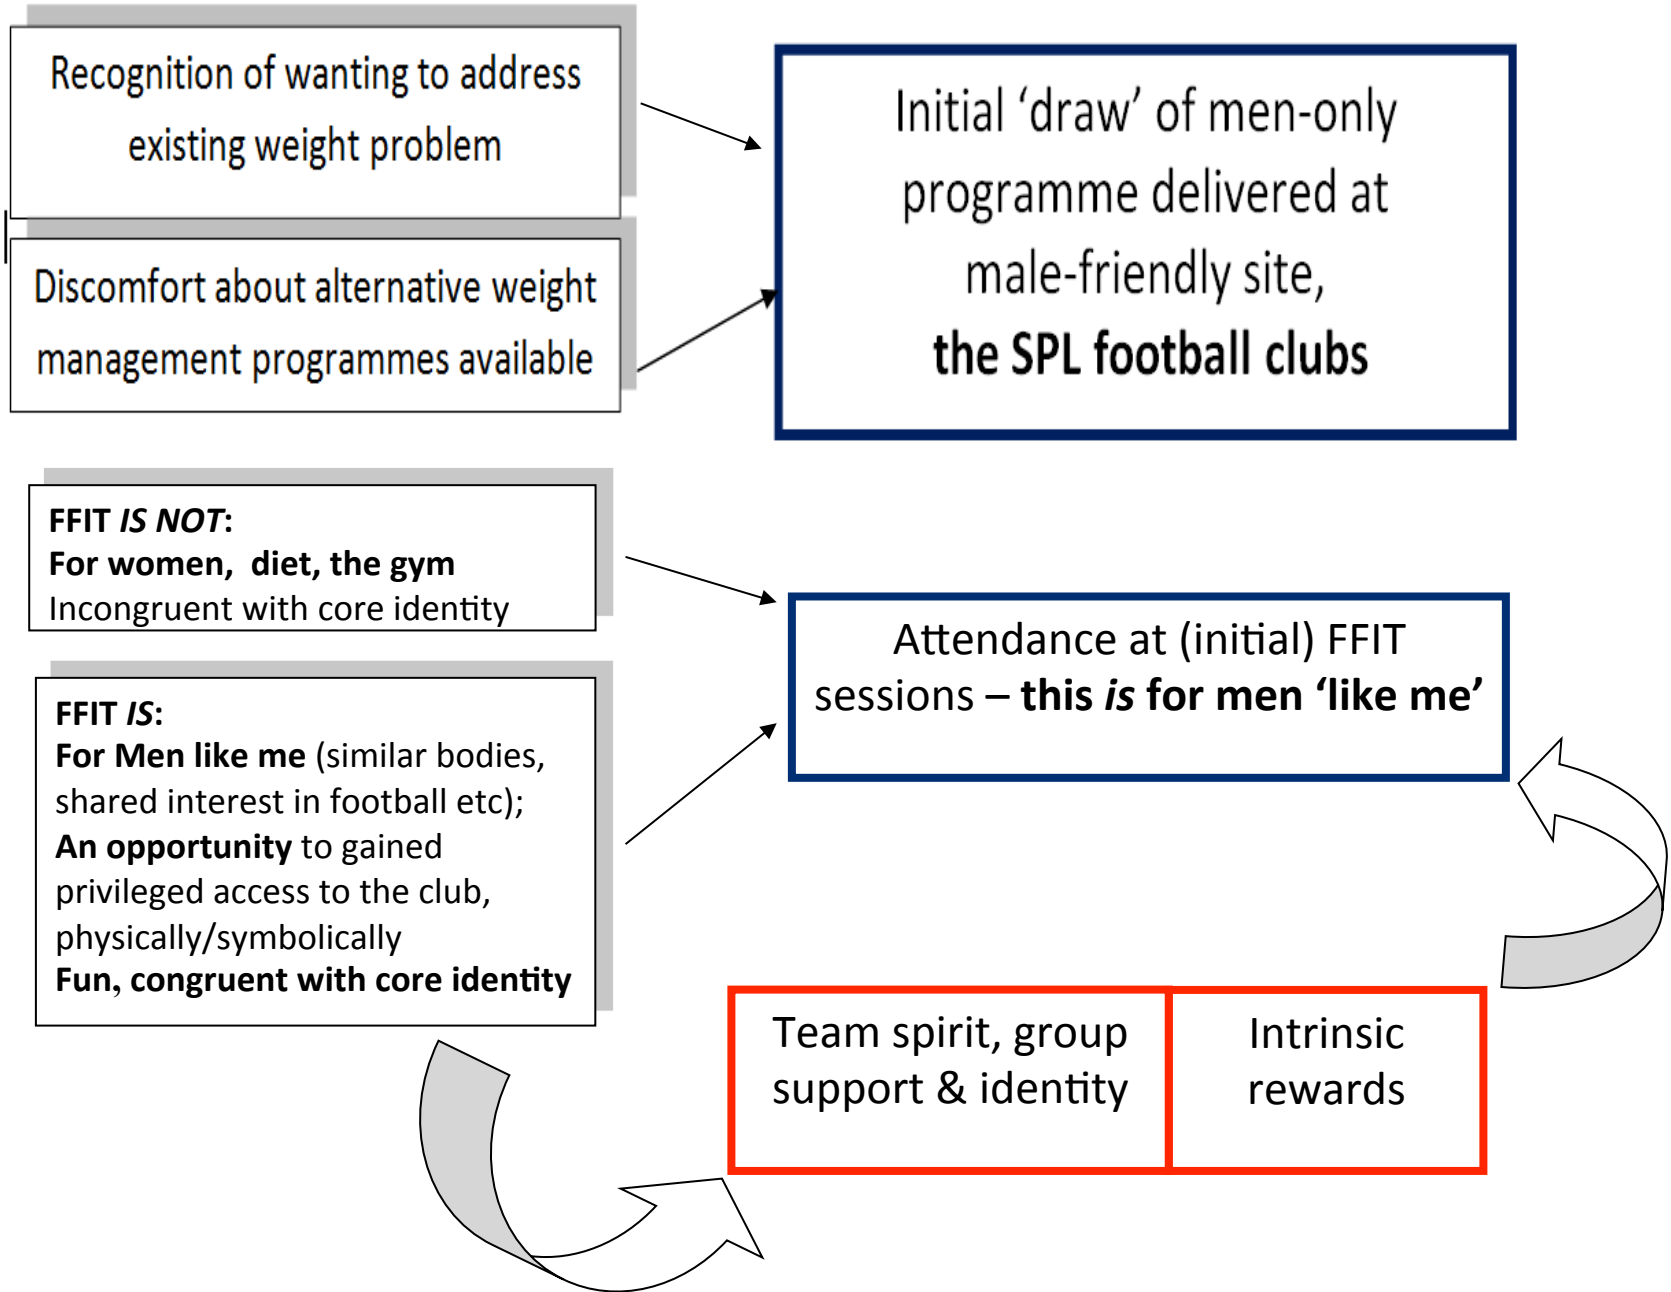 Recognition of wanting to address
existing weight problem
Discomfort about alternative weight
management programmes available
Initial ‘draw’ of men-only
programme delivered at
male-friendly site,
the SPL football clubs
FFIT IS NOT:
For women, diet, the gym
Incongruent with core identity
FFIT IS:
For Men like me (similar bodies,
shared interest in football etc);
An opportunity to gained
privileged access to the club,
physically/symbolically
Fun, congruent with core identity
Attendance at (initial) FFIT
sessions – this is for men ‘like me’
Team spirit, group
support & identity
Intrinsic
rewards